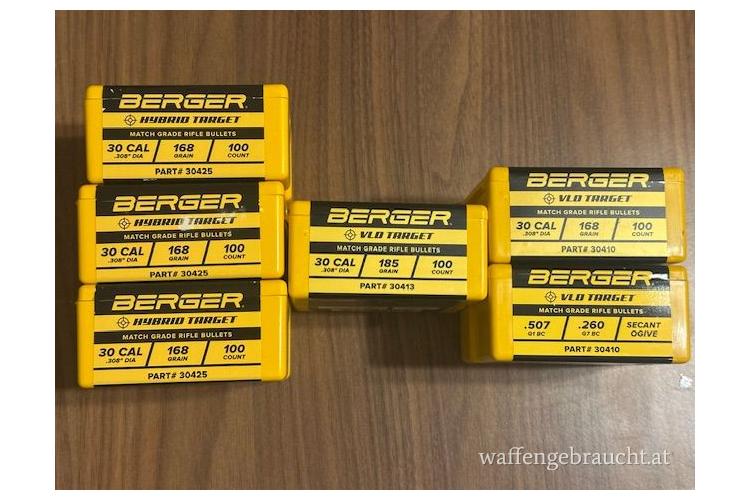 BERGER
HYBRID TARGET
MATCH GRADE RIFLE BULLETS
30 CAL 168 100
.308" DIA GRAIN COUNT
PART# 30425
BERGER
HYBRID TARGET
MATCH GRADE RIFLE BULLETS
30 CAL 168 100
.308" DIA GRAIN COUNT
PART# 30425
BERGER
HYBRID TARGET
MATCH GRADE RIFLE BULLETS
30 CAL 168 100
.308" DIA GRAIN COUNT
PART# 30425
BERGER
VLD TARGET
MATCH GRADE RIFLE BULLETS
30 CAL 185 100
.308" DIA GRAIN COUNT
PART# 30413
BERGER
VLD TARGET
MATCH GRADE RIFLE BULLETS
30 CAL 168 100
.308" DIA GRAIN COUNT
PART# 30410
BERGER
VLD TARGET
MATCH GRADE RIFLE BULLETS
.507 .260 SECANT
G1 BC G7 BC OGIVE
PART# 30410
waffengebraucht.at